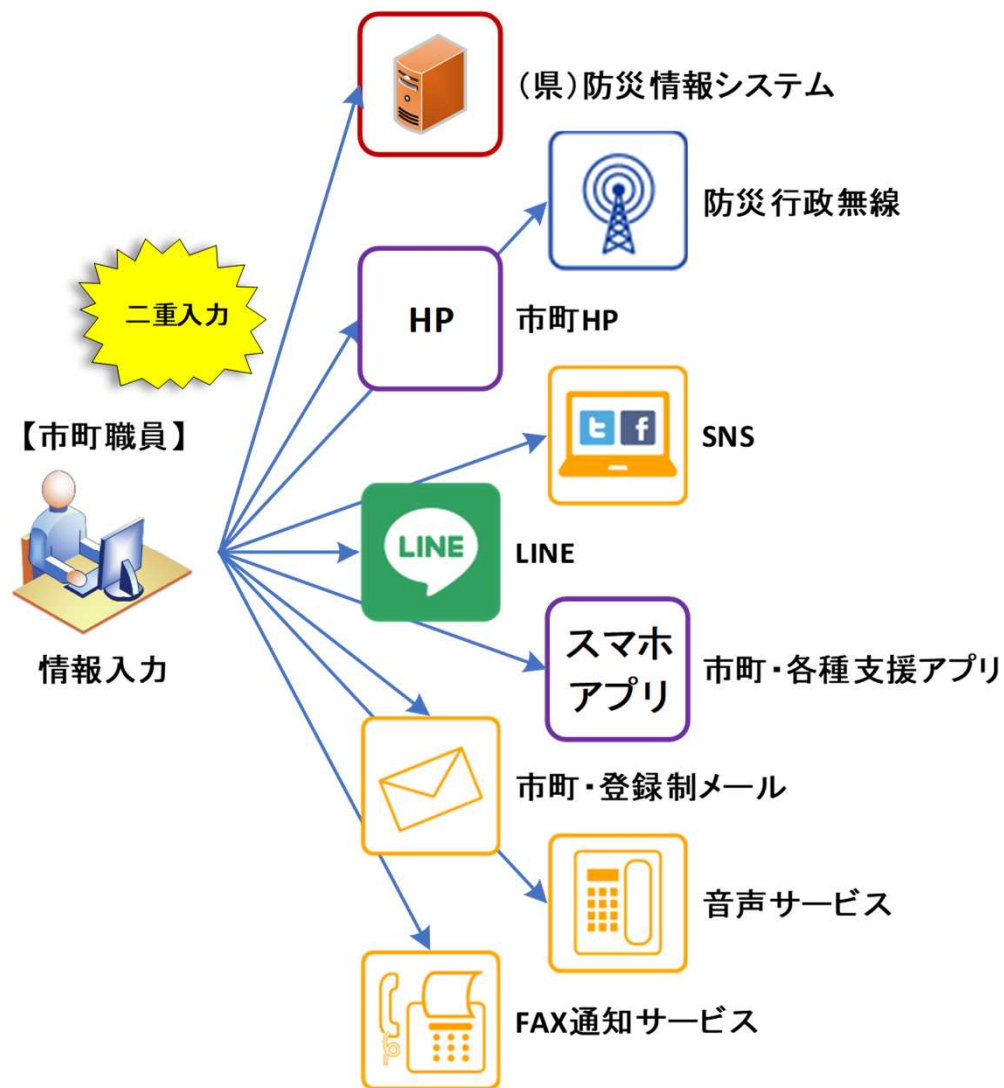 (県)防災情報システム
防災行政無線
二重入力
HP
市町HP
【市町職員】
t f
SNS
LINE
LINE
情報入力
スマホ
アプリ
市町・各種支援アプリ
市町・登録制メール
音声サービス
FAX通知サービス